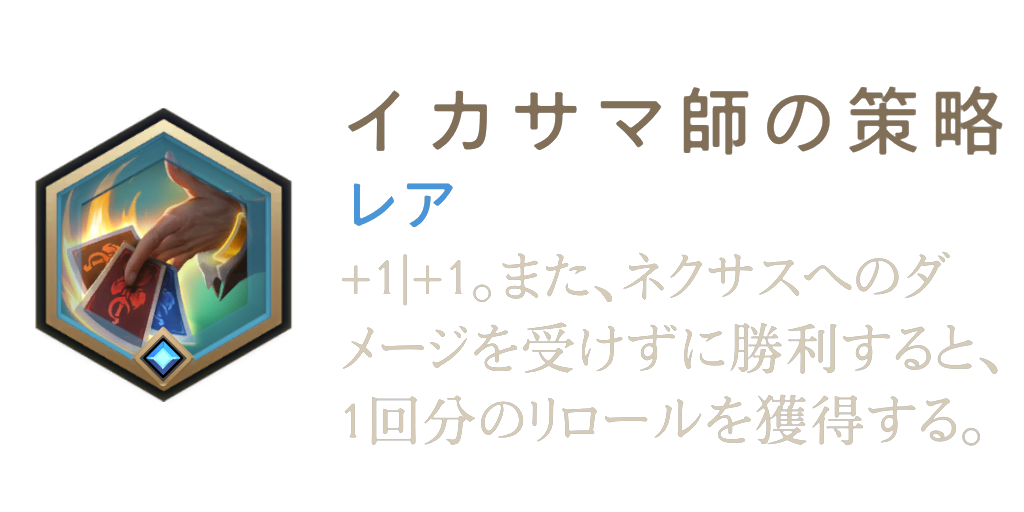 イカサマ師の策略
レア
+1|+1。また、ネクサスへのダ
メージを受けずに勝利すると、
1回分のリロールを獲得する。